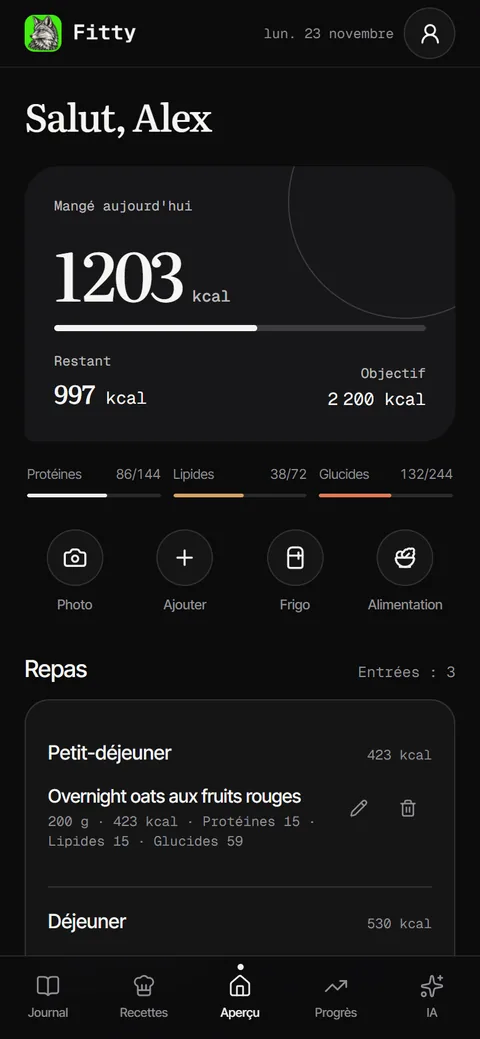 Fitty
lun. 23 novembre
Salut, Alex
Mangé aujourd'hui
1203 kcal
Restant
997 kcal
Objectif
2 200 kcal
Protéines 86/144
Lipides 38/72
Glucides 132/244
Photo
Ajouter
Frigo
Alimentation
Repas
Entrées : 3
Petit-déjeuner
423 kcal
Overnight oats aux fruits rouges
200 g · 423 kcal · Protéines 15 ·
Lipides 15 · Glucides 59
Déjeuner
530 kcal
Journal
Recettes
Aperçu
Progrès
IA